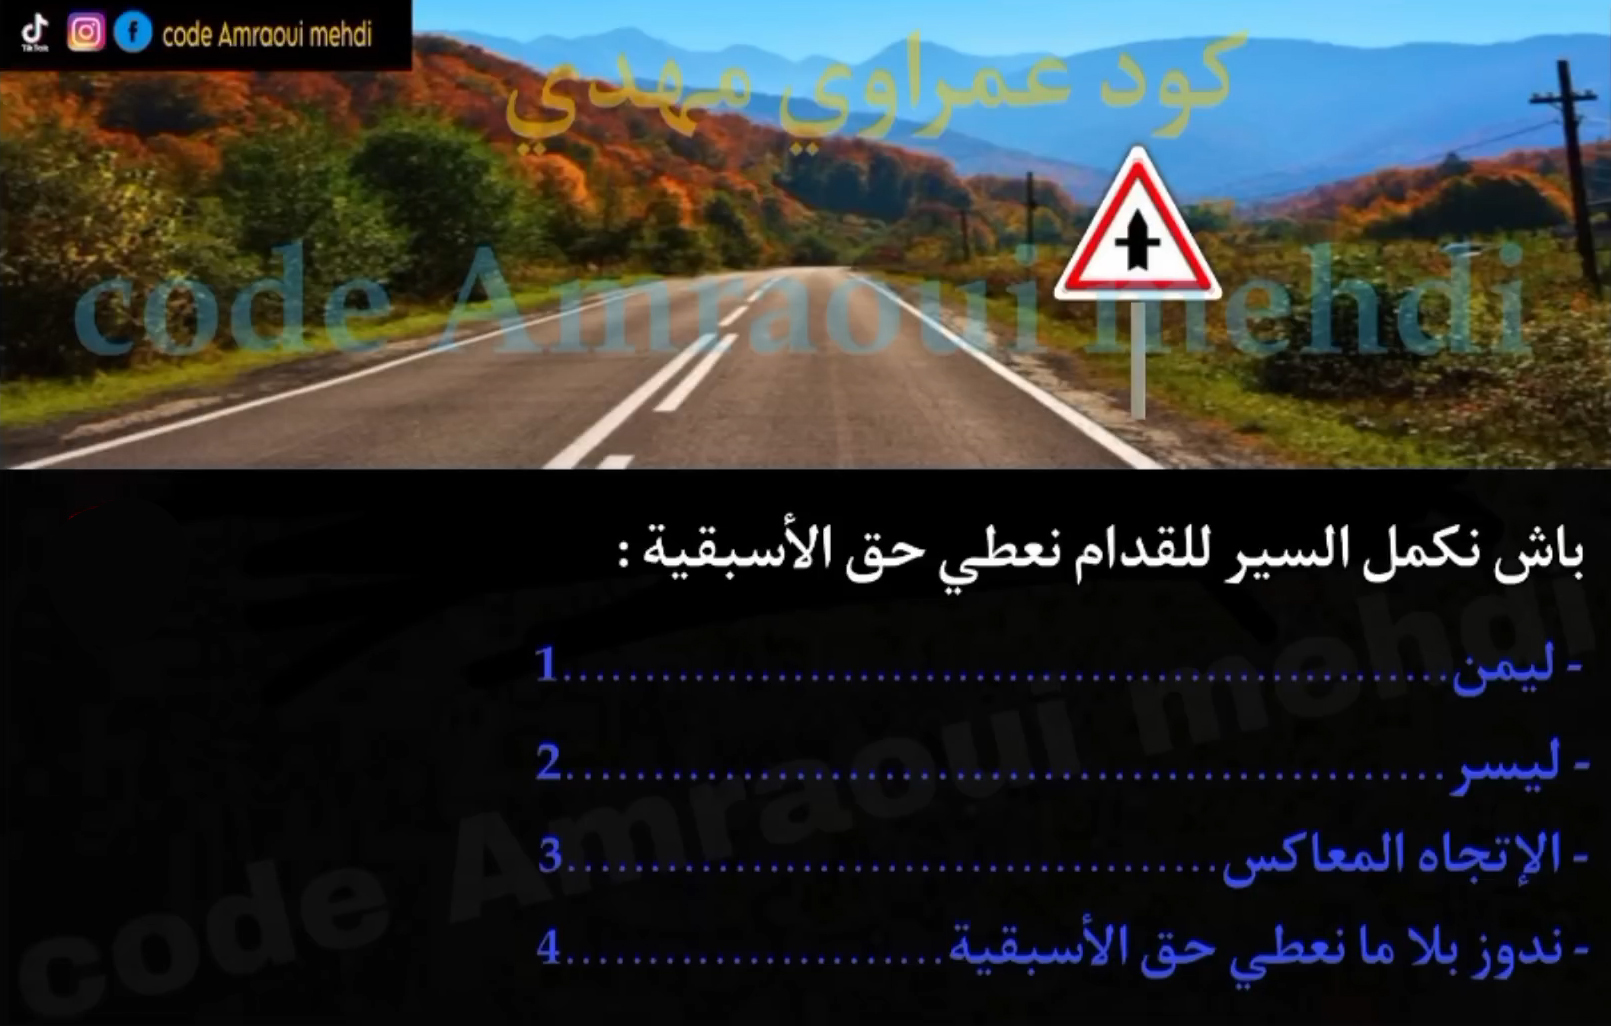 TikTok
code Amraoui mehdi
كود عمراوي مهدي
code Amraoui mehdi
باش نكمل السير للقدام نعطي حق الأسبقية :
- ليمن.................................................1
- ليسر.................................................2
- الإتجاه المعاكس....................................3
- ندوز بلا ما نعطي حق الأسبقية.....................4
code Amraoui mehdi